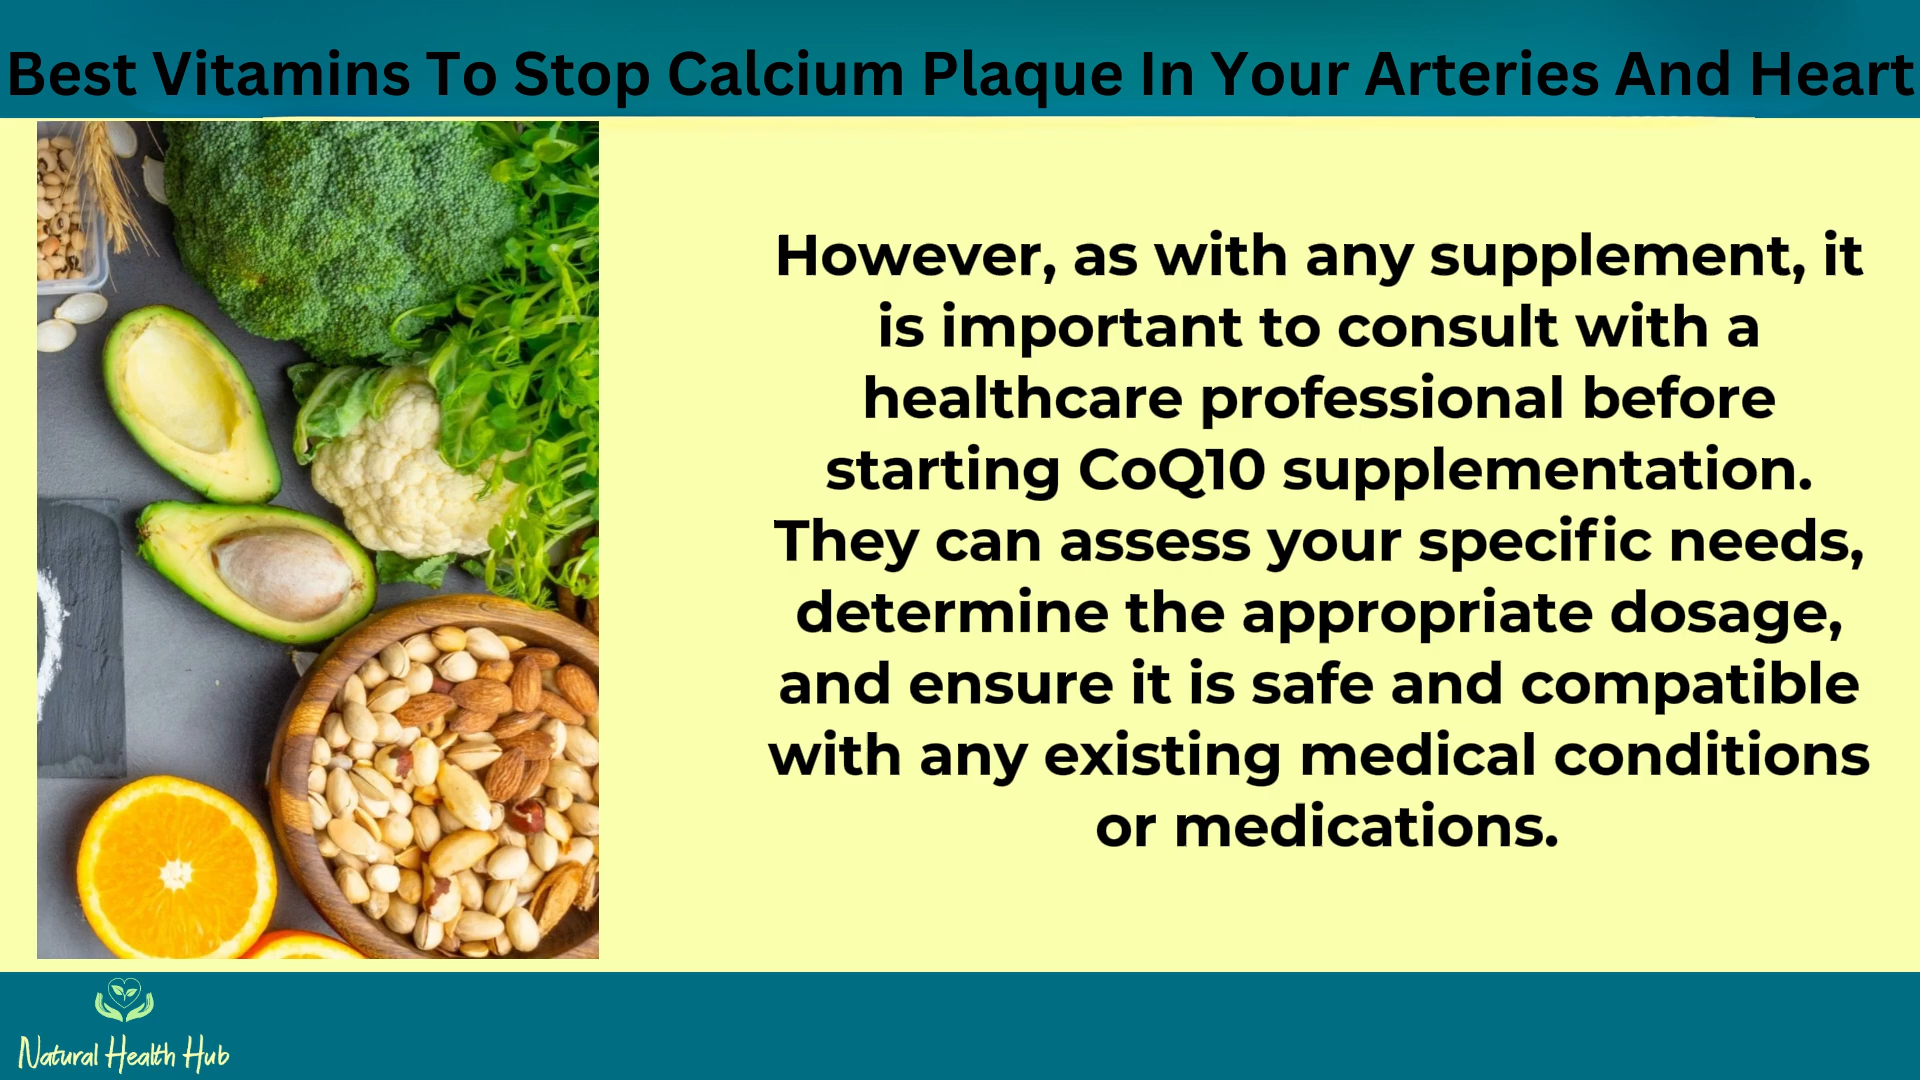 Best Vitamins To Stop Calcium Plaque In Your Arteries And Heart
However, as with any supplement, it
is important to consult with a
healthcare professional before
starting CoQ10 supplementation.
They can assess your specific needs,
determine the appropriate dosage,
and ensure it is safe and compatible
with any existing medical conditions
or medications.
Natural Health Hub